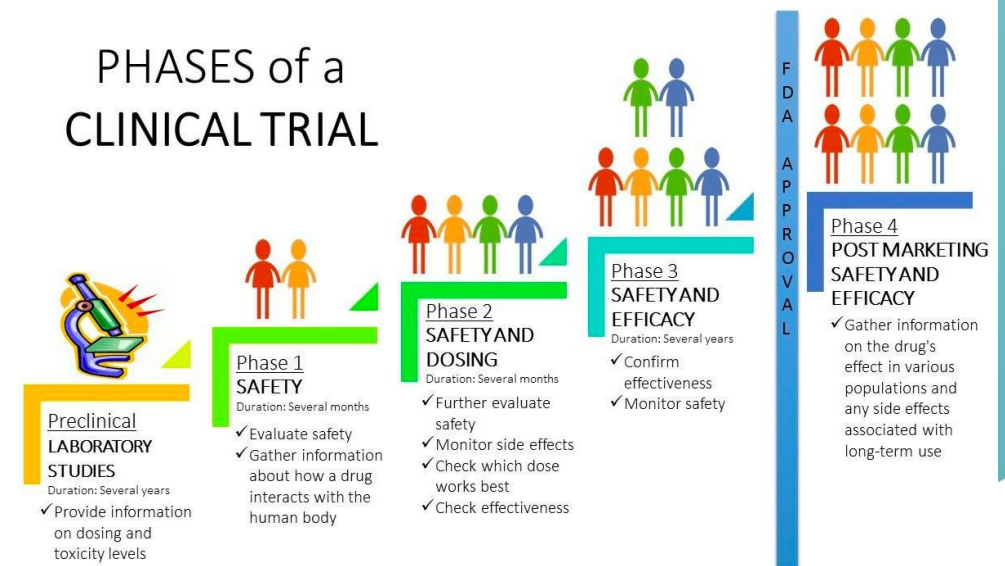 PHASES of a
CLINICAL TRIAL
Preclinical
LABORATORY
STUDIES
Duration: Several years
✓Provide information
on dosing and
toxicity levels
Phase 1
SAFETY
Duration: Several months
✓Evaluate safety
✓Gather information
about how a drug
interacts with the
human body
Phase 2
SAFETY AND
DOSING
Duration: Several months
✓Further evaluate
safety
✓Monitor side effects
✓Check which dose
works best
✓Check effectiveness
Phase 3
SAFETY AND
EFFICACY
Duration: Several years
✓Confirm
effectiveness
✓Monitor safety
FDA APPROVAL
Phase 4
POST MARKETING
SAFETY AND
EFFICACY
✓Gather information
on the drug's
effect in various
populations and
any side effects
associated with
long-term use